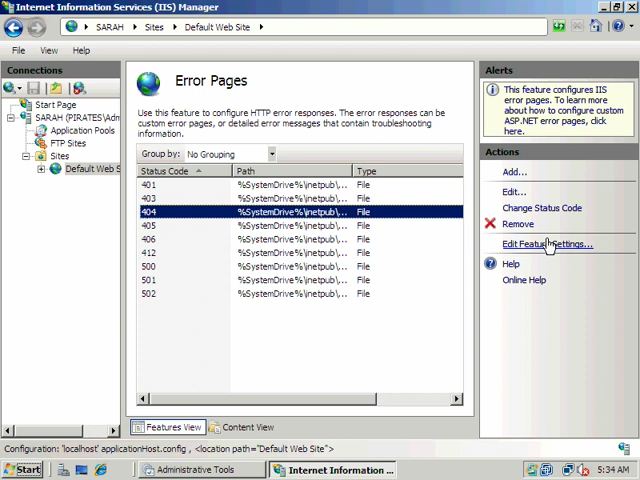 Internet Information Services (IIS) Manager
SARAH
Sites
Default Web Site
File View Help
Connections
Start Page
SARAH (PIRATES\Adm
Application Pools
FTP Sites
Sites
Default Web S
Error Pages
Use this feature to configure HTTP error responses. The error responses can be
custom error pages, or detailed error messages that contain troubleshooting
information.
Group by: No Grouping
Status Code Path Type
401 %SystemDrive%\inetpub\... File
403 %SystemDrive%\inetpub\... File
404 %SystemDrive%\inetpub\... File
405 %SystemDrive%\inetpub\... File
406 %SystemDrive%\inetpub\... File
412 %SystemDrive%\inetpub\... File
500 %SystemDrive%\inetpub\... File
501 %SystemDrive%\inetpub\... File
502 %SystemDrive%\inetpub\... File
Features View Content View
Alerts
This feature configures IIS
error pages. To learn more
about how to configure custom
ASP.NET error pages, click
here.
Actions
Add...
Edit...
Change Status Code
Remove
Edit Feature Settings...
Help
Online Help
Configuration: 'localhost' applicationHost.config , <location path="Default Web Site">
Start Administrative Tools Internet Information ... 5:34 AM